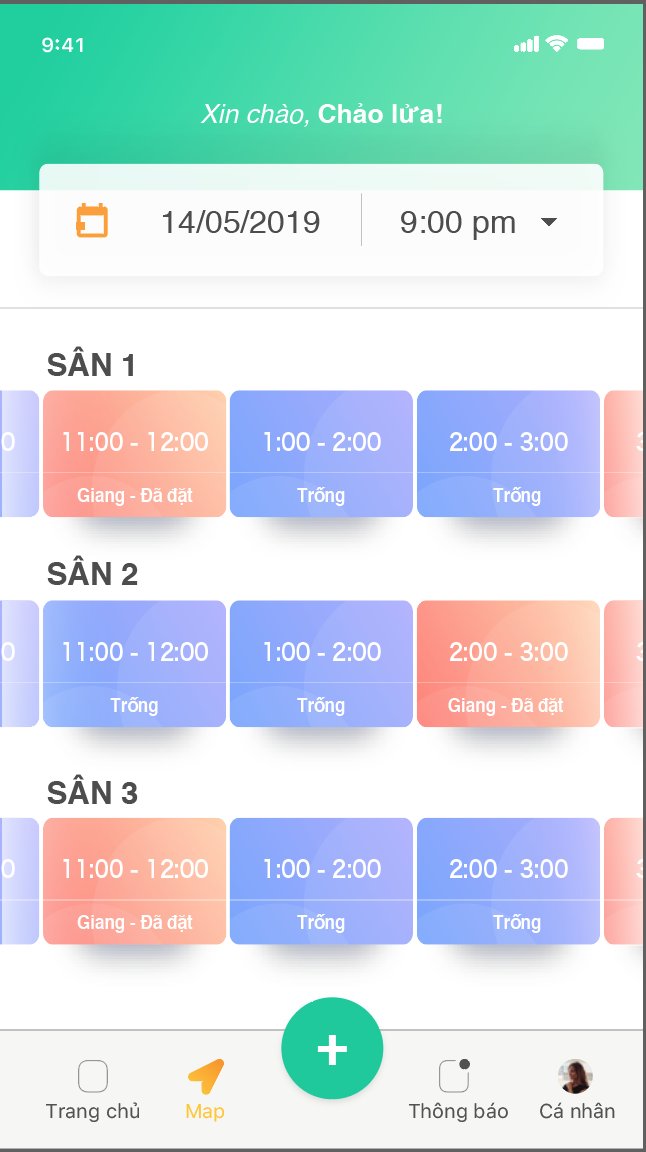 9:41
Xin chào, Chảo lửa!
14/05/2019 9:00 pm
SÂN 1
0 11:00 - 12:00 1:00 - 2:00 2:00 - 3:00 3
Giang - Đã đặt Trống Trống
SÂN 2
0 11:00 - 12:00 1:00 - 2:00 2:00 - 3:00 3
Trống Trống Giang - Đã đặt
SÂN 3
0 11:00 - 12:00 1:00 - 2:00 2:00 - 3:00 3
Giang - Đã đặt Trống Trống
+
Trang chủ Map Thông báo Cá nhân